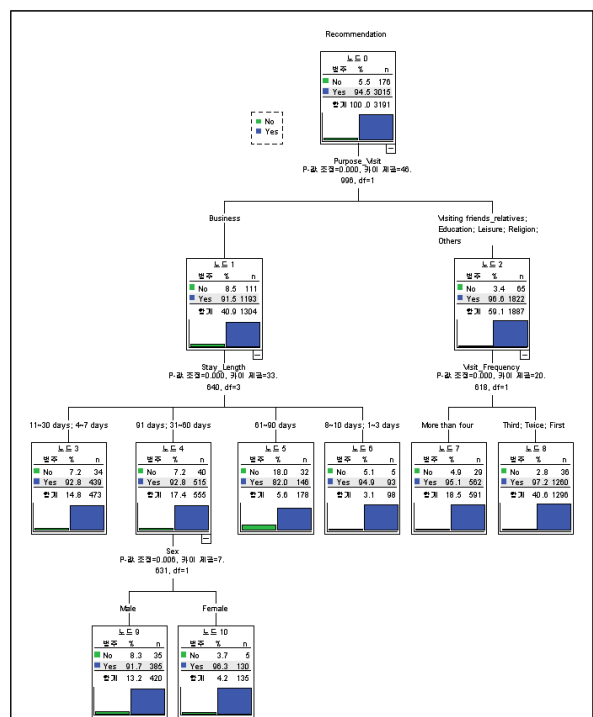 Recommendation
노드 0
범주 % n
No 5.5 176
Yes 94.5 3015
합계 100.0 3191
No
Yes
Purpose_Visit
P-값 조정=0.000, 카이 제곱=46.
996, df=1
Business
Visiting friends_relatives;
Education; Leisure; Religion;
Others
노드 1
범주 % n
No 8.5 111
Yes 91.5 1193
합계 40.9 1304
노드 2
범주 % n
No 3.4 65
Yes 96.6 1822
합계 59.1 1887
Stay_Length
P-값 조정=0.000, 카이 제곱=33.
640, df=3
Visit_Frequency
P-값 조정=0.000, 카이 제곱=20.
618, df=1
11~30 days; 4~7 days
91 days; 31~60 days
61~90 days
8~10 days; 1~3 days
More than four
Third; Twice; First
노드 3
범주 % n
No 7.2 34
Yes 92.8 439
합계 14.8 473
노드 4
범주 % n
No 7.2 40
Yes 92.8 515
합계 17.4 555
노드 5
범주 % n
No 18.0 32
Yes 82.0 146
합계 5.6 178
노드 6
범주 % n
No 5.1 5
Yes 94.9 93
합계 3.1 98
노드 7
범주 % n
No 4.9 29
Yes 95.1 562
합계 18.5 591
노드 8
범주 % n
No 2.8 36
Yes 97.2 1260
합계 40.6 1296
Sex
P-값 조정=0.006, 카이 제곱=7.
631, df=1
Male
Female
노드 9
범주 % n
No 8.3 35
Yes 91.7 385
합계 13.2 420
노드 10
범주 % n
No 3.7 5
Yes 96.3 130
합계 4.2 135